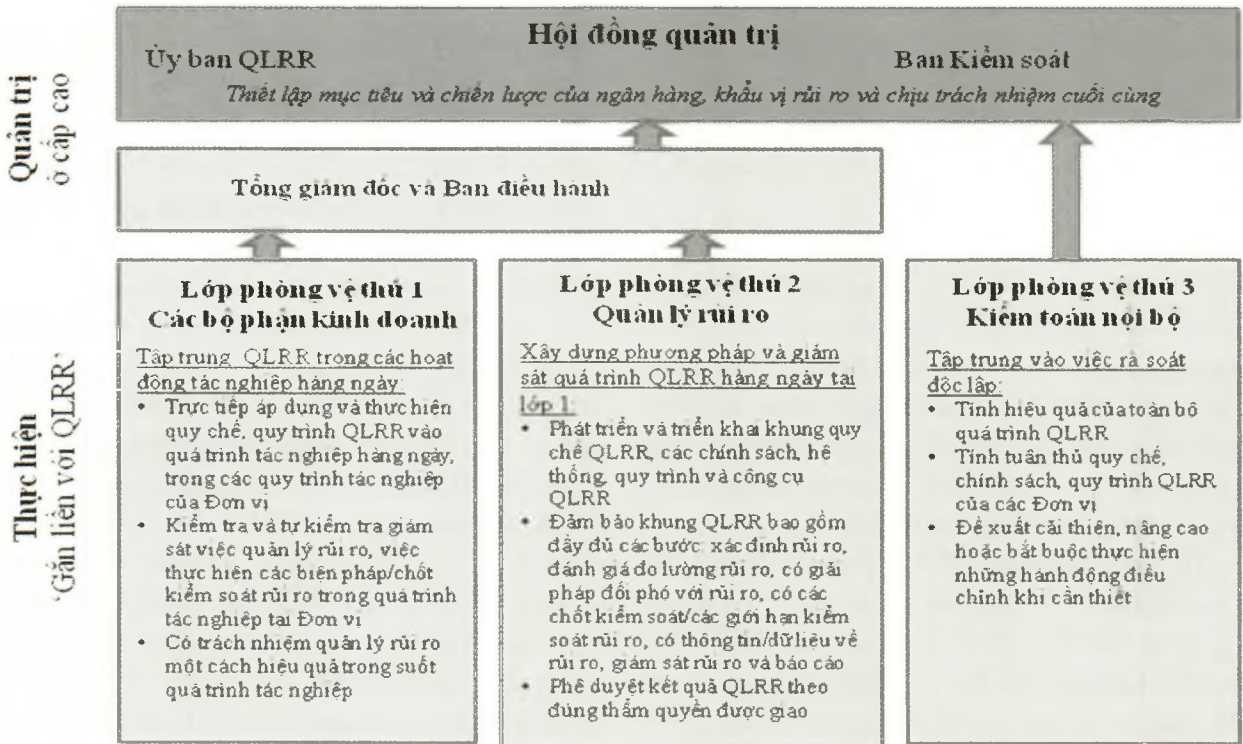 Quản trị
ở cấp cao
Hội đồng quản trị
Ủy ban QLRR
Ban Kiểm soát
Thiết lập mục tiêu và chiến lược của ngân hàng, khẩu vị rủi ro và chịu trách nhiệm cuối cùng
Tổng giám đốc và Ban điều hành
Thực hiện
'Gắn liền với QLRR'
Lớp phòng vệ thứ 1
Các bộ phận kinh doanh
Tập trung QLRR trong các hoạt
động tác nghiệp hàng ngày:
• Trực tiếp áp dụng và thực hiện
quy chế, quy trình QLRR vào
quá trình tác nghiệp hàng ngày,
trong các quy trình tác nghiệp
của Đơn vị
• Kiểm tra và tự kiểm tra giám
sát việc quản lý rủi ro, việc
thực hiện các biện pháp/chốt
kiểm soát rủi ro trong quá trình
tác nghiệp tại Đơn vị
• Có trách nhiệm quản lý rủi ro
một cách hiệu quả trong suốt
quá trình tác nghiệp
Lớp phòng vệ thứ 2
Quản lý rủi ro
Xây dựng phương pháp và giám
sát quá trình QLRR hàng ngày tại
lớp 1:
• Phát triển và triển khai khung quy
chế QLRR, các chính sách, hệ
thống, quy trình và công cụ
QLRR
• Đảm bảo khung QLRR bao gồm
đầy đủ các bước: xác định rủi ro,
đánh giá đo lường rủi ro, có giải
pháp đối phó với rủi ro, có các
chốt kiểm soát/các giới hạn kiểm
soát rủi ro, có thông tin/dữ liệu về
rủi ro, giám sát rủi ro và báo cáo
• Phê duyệt kết quả QLRR theo
đúng thẩm quyền được giao
Lớp phòng vệ thứ 3
Kiểm toán nội bộ
Tập trung vào việc rà soát
độc lập:
• Tính hiệu quả của toàn bộ
quá trình QLRR
• Tính tuân thủ quy chế,
chính sách, quy trình QLRR
của các Đơn vị
• Đề xuất cải thiện, nâng cao
hoặc bắt buộc thực hiện
những hành động điều
chỉnh khi cần thiết